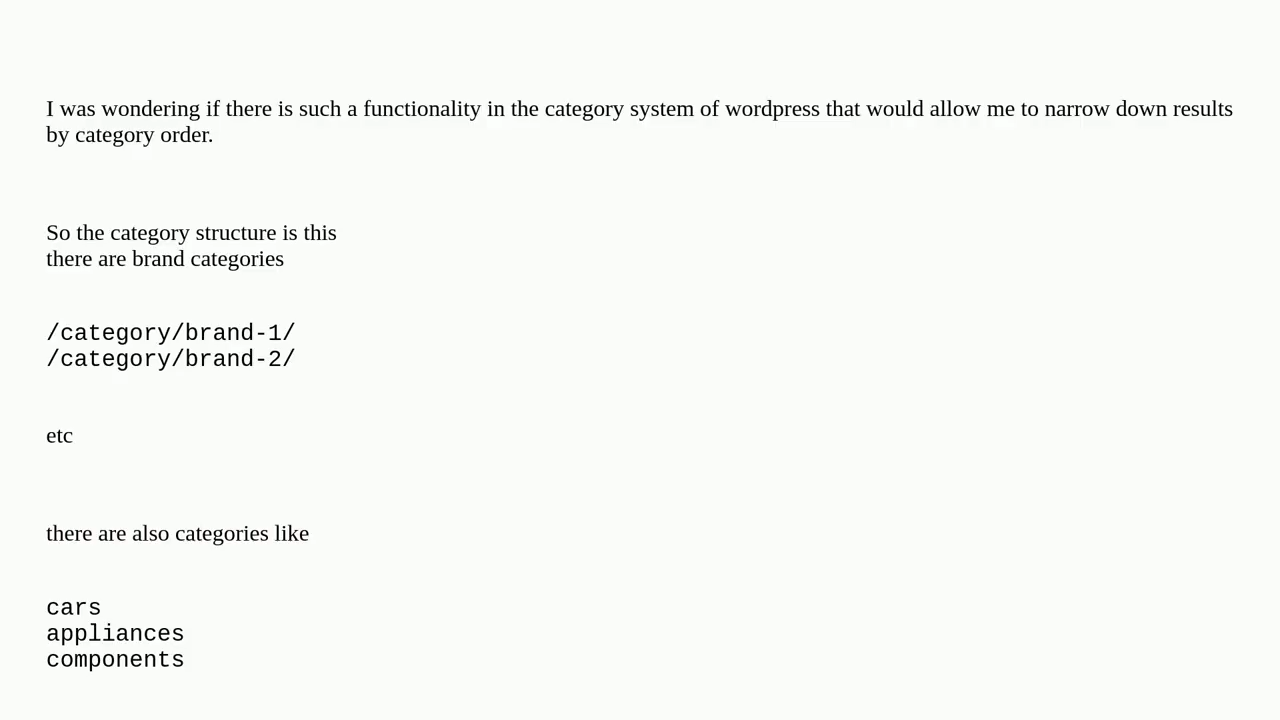 I was wondering if there is such a functionality in the category system of wordpress that would allow me to narrow down results
by category order.
So the category structure is this
there are brand categories
/category/brand-1/
/category/brand-2/
etc
there are also categories like
cars
appliances
components